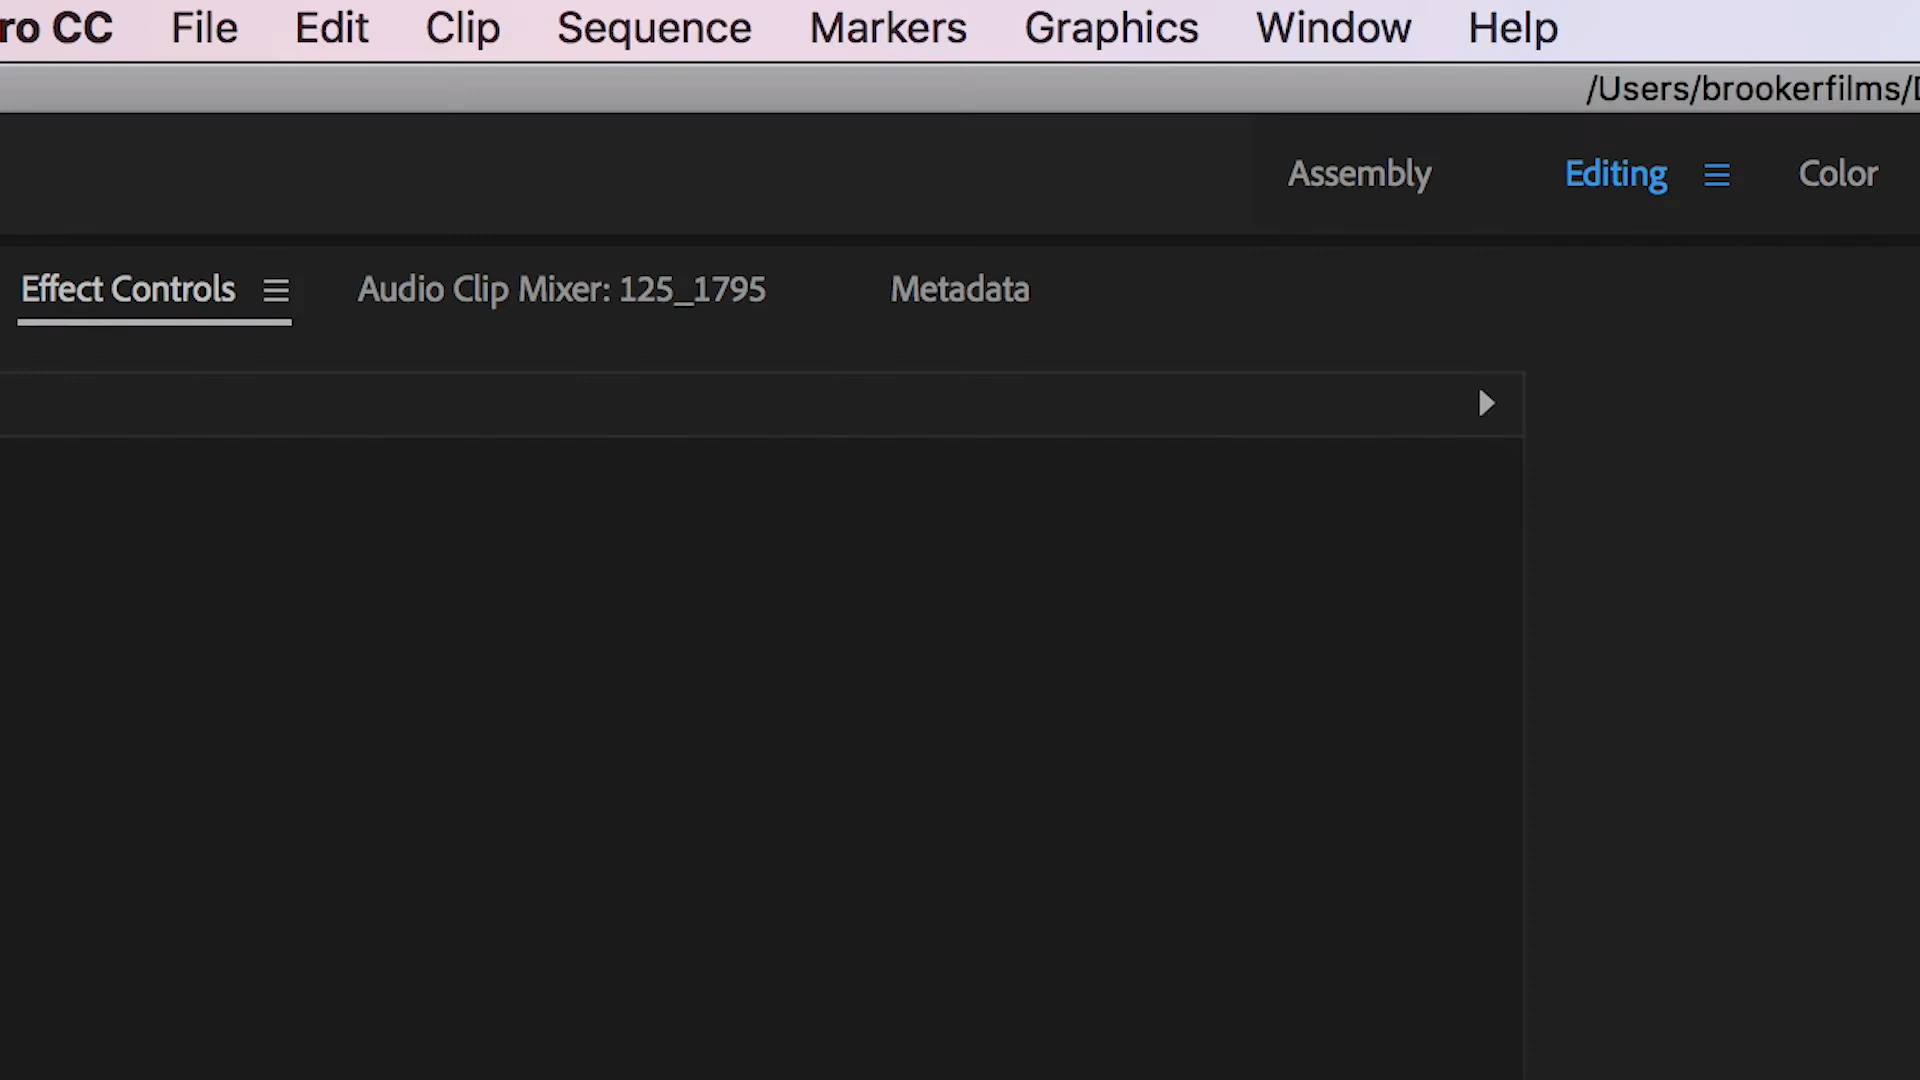 ro CC File Edit Clip Sequence Markers Graphics Window Help
/Users/brookerfilms/
Assembly Editing Color
Effect Controls Audio Clip Mixer: 125_1795 Metadata